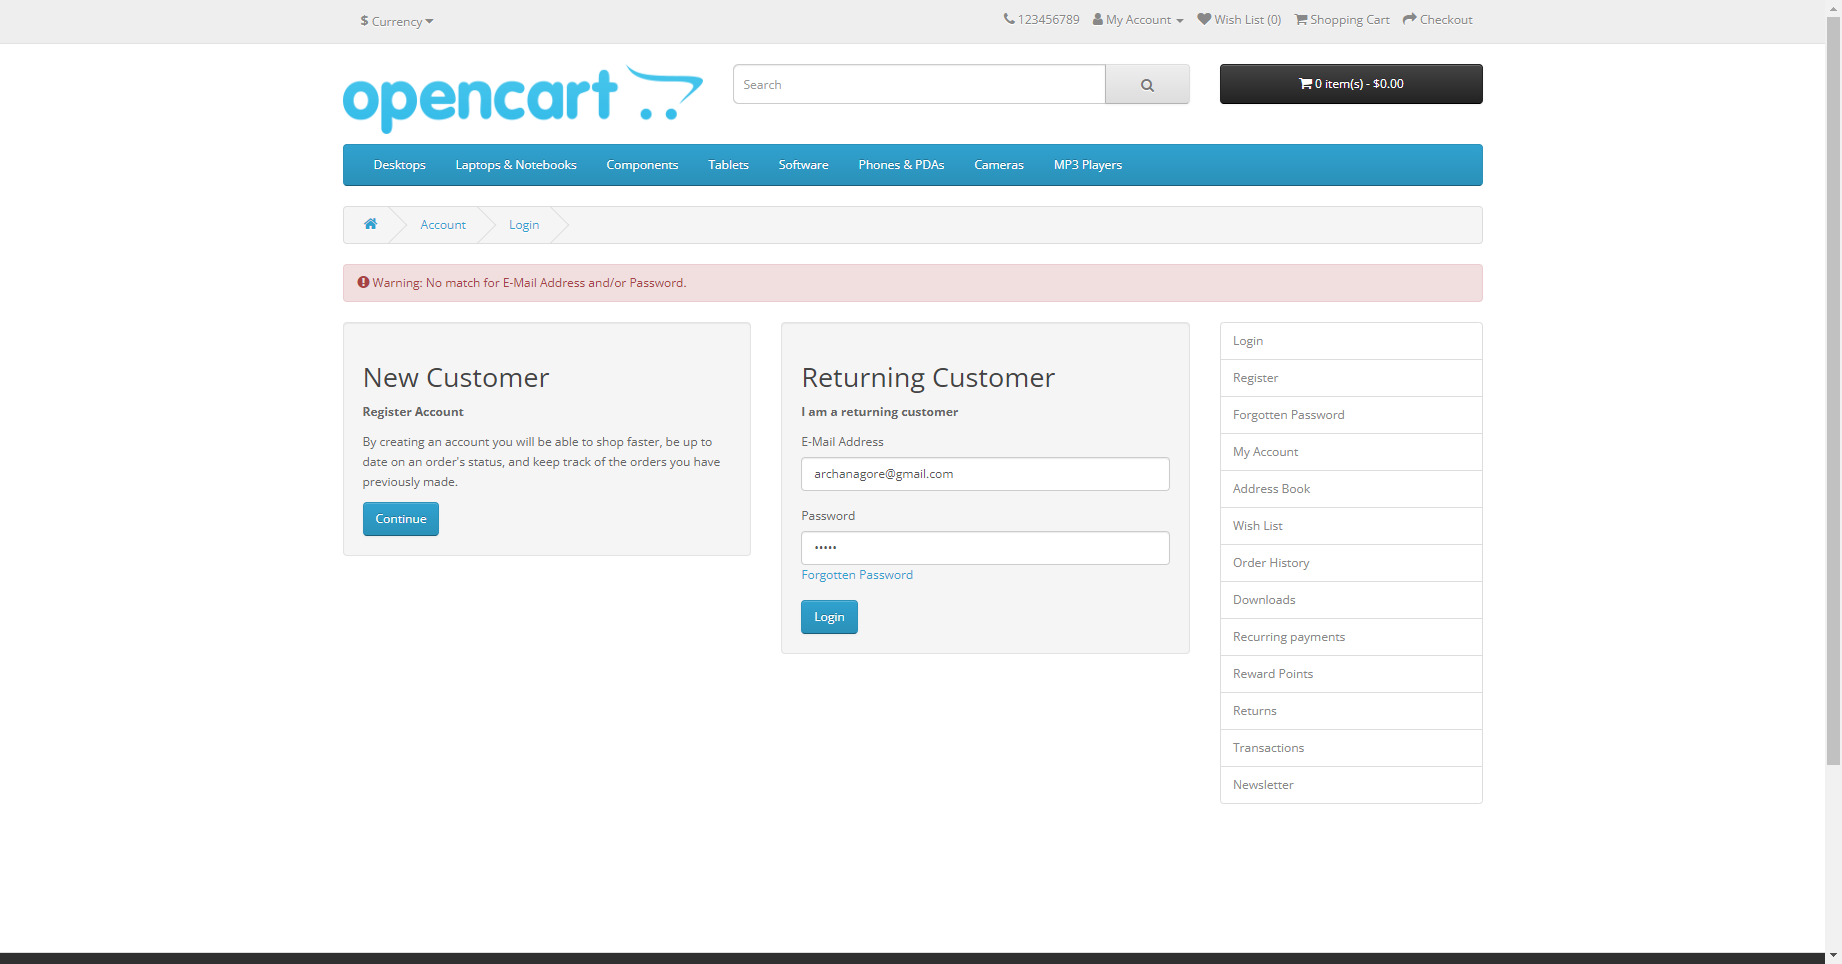 $ Currency
123456789 My Account Wish List (0) Shopping Cart Checkout
opencart
Search
0 item(s) - $0.00
Desktops Laptops & Notebooks Components Tablets Software Phones & PDAs Cameras MP3 Players
Account Login
Warning: No match for E-Mail Address and/or Password.
New Customer
Register Account
By creating an account you will be able to shop faster, be up to
date on an order's status, and keep track of the orders you have
previously made.
Continue
Returning Customer
I am a returning customer
E-Mail Address
archanagore@gmail.com
Password
•••••
Forgotten Password
Login
Login
Register
Forgotten Password
My Account
Address Book
Wish List
Order History
Downloads
Recurring payments
Reward Points
Returns
Transactions
Newsletter